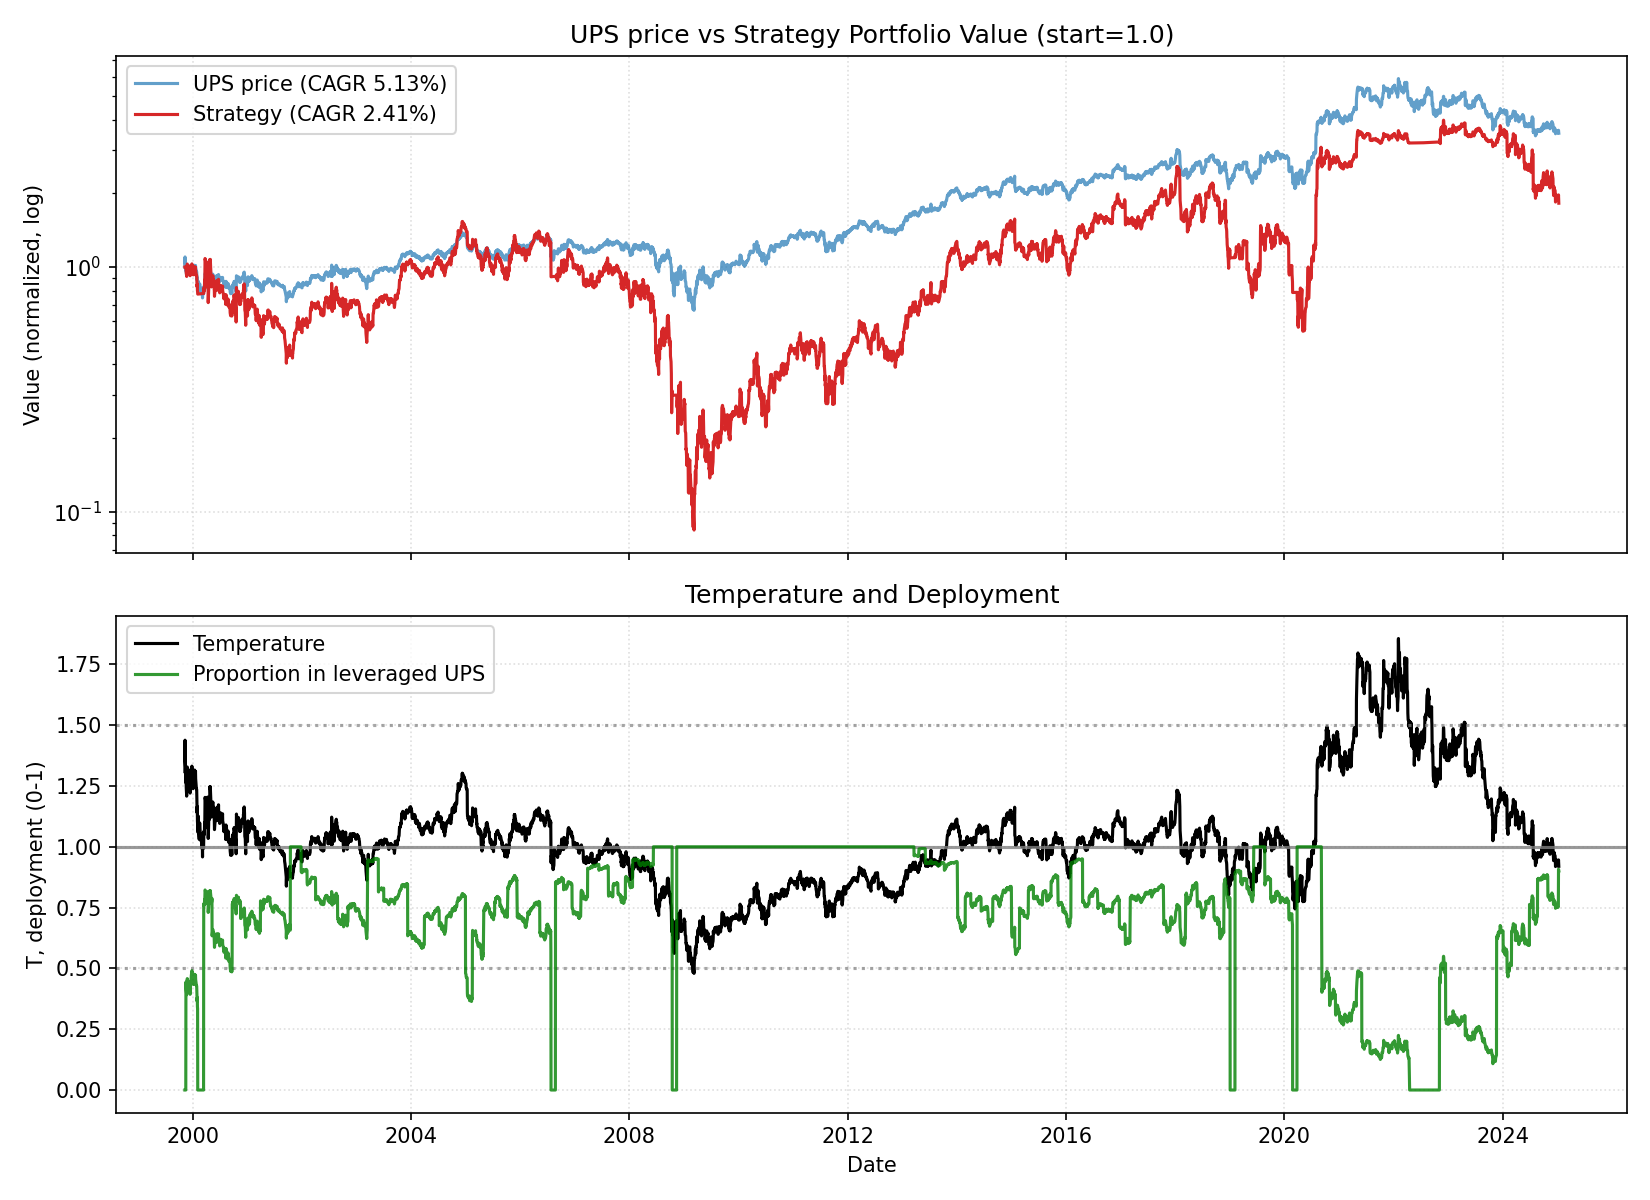 UPS price vs Strategy Portfolio Value (start=1.0)
UPS price (CAGR 5.13%)
Strategy (CAGR 2.41%)
Value (normalized, log)
10^0
10^-1
Temperature and Deployment
Temperature
Proportion in leveraged UPS
T, deployment (0-1)
1.75
1.50
1.25
1.00
0.75
0.50
0.25
0.00
2000 2004 2008 2012 2016 2020 2024
Date